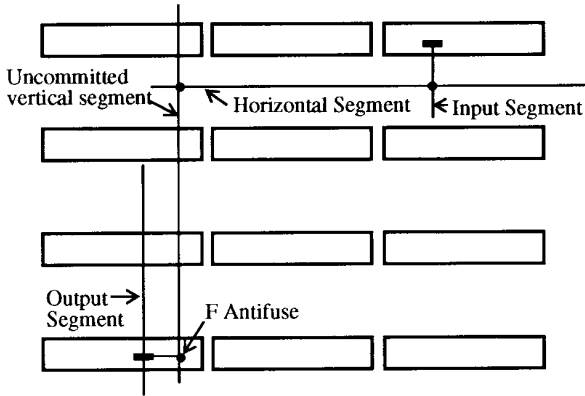 Uncommitted
vertical segment
Horizontal Segment
Input Segment
Output
Segment
F Antifuse